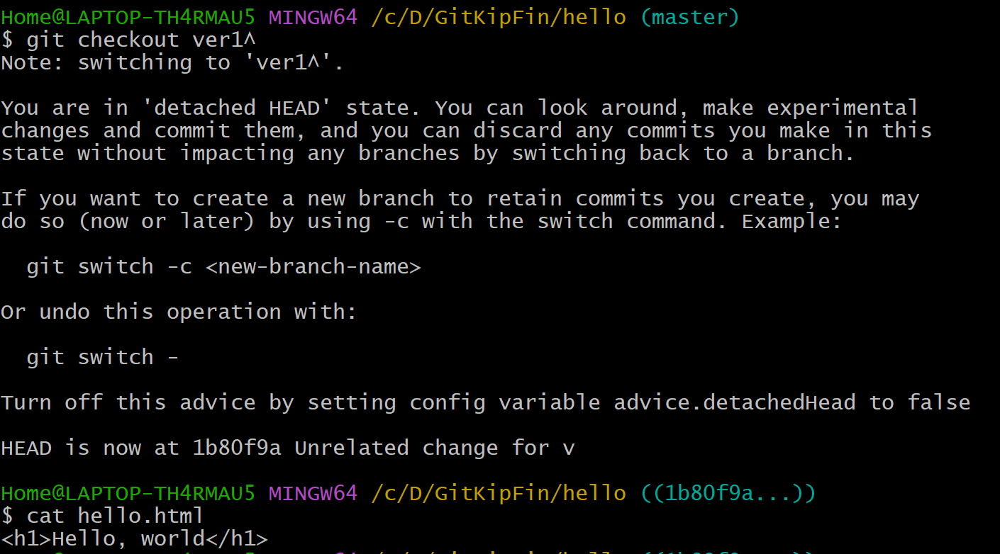 Home@LAPTOP-TH4RMAU5 MINGW64 /c/D/GitKipFin/hello (master)
$ git checkout ver1^
Note: switching to 'ver1^'.
You are in 'detached HEAD' state. You can look around, make experimental
changes and commit them, and you can discard any commits you make in this
state without impacting any branches by switching back to a branch.
If you want to create a new branch to retain commits you create, you may
do so (now or later) by using -c with the switch command. Example:
git switch -c <new-branch-name>
Or undo this operation with:
git switch -
Turn off this advice by setting config variable advice.detachedHead to false
HEAD is now at 1b80f9a Unrelated change for v
Home@LAPTOP-TH4RMAU5 MINGW64 /c/D/GitKipFin/hello ((1b80f9a...))
$ cat hello.html
<h1>Hello, world</h1>